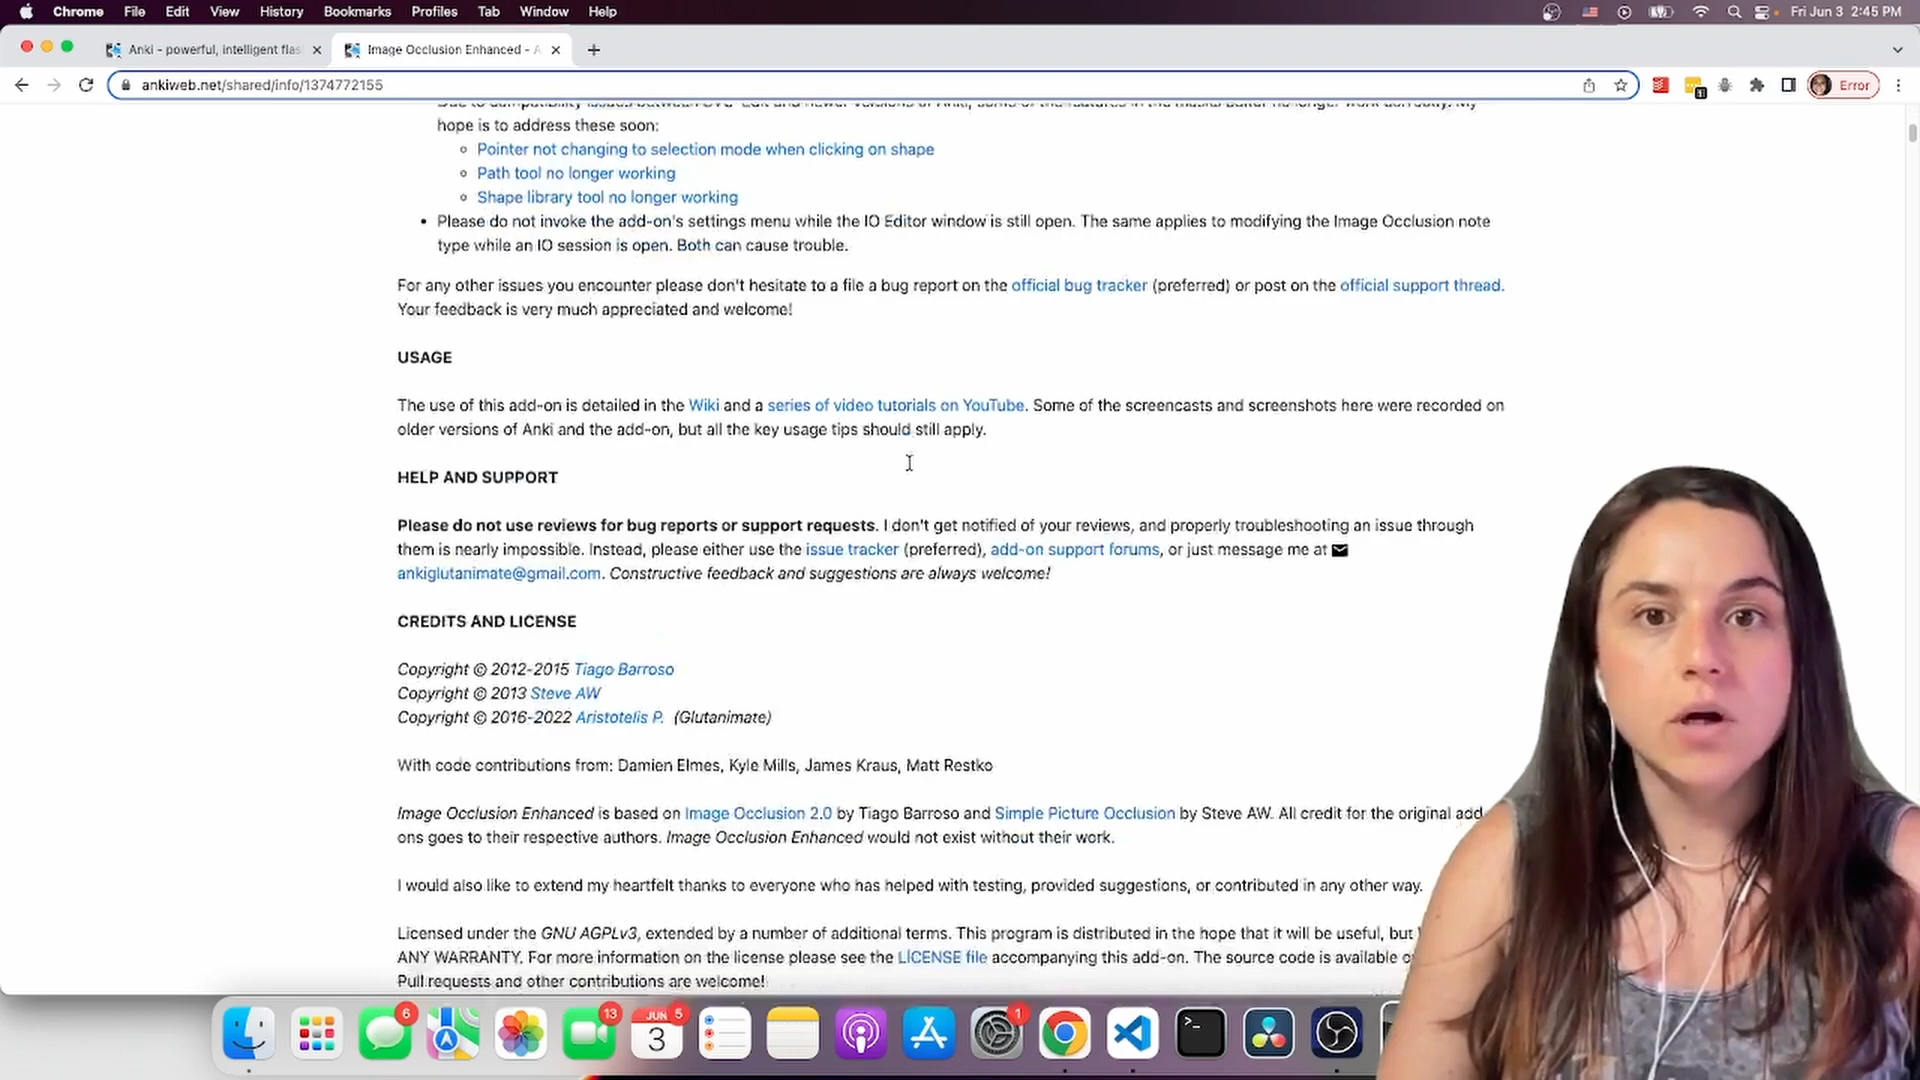 Chrome File Edit View History Bookmarks Profiles Tab Window Help Fri Jun 3 2:45 PM
Anki - powerful, intelligent flas Image Occlusion Enhanced - A
ankiweb.net/shared/info/1374772155 Error
hope is to address these soon:
Pointer not changing to selection mode when clicking on shape
Path tool no longer working
Shape library tool no longer working
Please do not invoke the add-on's settings menu while the IO Editor window is still open. The same applies to modifying the Image Occlusion note
type while an IO session is open. Both can cause trouble.
For any other issues you encounter please don't hesitate to a file a bug report on the official bug tracker (preferred) or post on the official support thread.
Your feedback is very much appreciated and welcome!
USAGE
The use of this add-on is detailed in the Wiki and a series of video tutorials on YouTube. Some of the screencasts and screenshots here were recorded on
older versions of Anki and the add-on, but all the key usage tips should still apply.
HELP AND SUPPORT
Please do not use reviews for bug reports or support requests. I don't get notified of your reviews, and properly troubleshooting an issue through
them is nearly impossible. Instead, please either use the issue tracker (preferred), add-on support forums, or just message me at
ankiglutanimate@gmail.com. Constructive feedback and suggestions are always welcome!
CREDITS AND LICENSE
Copyright © 2012-2015 Tiago Barroso
Copyright © 2013 Steve AW
Copyright © 2016-2022 Aristotelis P. (Glutanimate)
With code contributions from: Damien Elmes, Kyle Mills, James Kraus, Matt Restko
Image Occlusion Enhanced is based on Image Occlusion 2.0 by Tiago Barroso and Simple Picture Occlusion by Steve AW. All credit for the original add-
ons goes to their respective authors. Image Occlusion Enhanced would not exist without their work.
I would also like to extend my heartfelt thanks to everyone who has helped with testing, provided suggestions, or contributed in any other way.
Licensed under the GNU AGPLv3, extended by a number of additional terms. This program is distributed in the hope that it will be useful, but
ANY WARRANTY. For more information on the license please see the LICENSE file accompanying this add-on. The source code is available
Pull requests and other contributions are welcome!
6 13 JUN 5 3 1